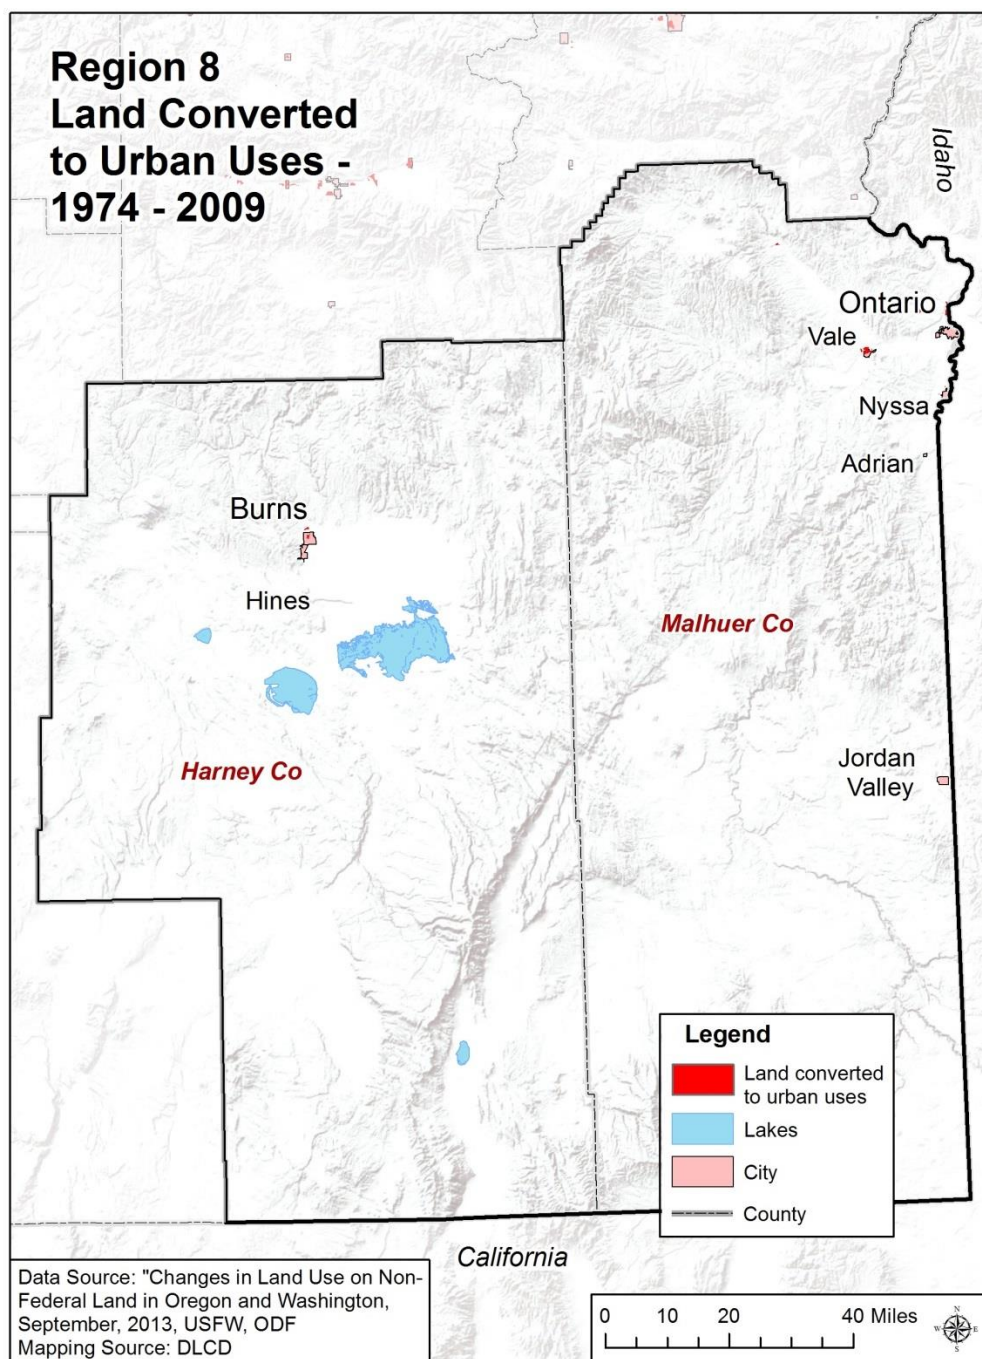 Region 8
Land Converted
to Urban Uses -
1974 - 2009
Idaho
Ontario
Vale
Nyssa
Adrian
Burns
Hines
Malhuer Co
Harney Co
Jordan
Valley
Legend
Land converted
to urban uses
Lakes
City
County
California
Data Source: "Changes in Land Use on Non-
Federal Land in Oregon and Washington,
September, 2013, USFW, ODF
Mapping Source: DLCD
0 10 20 40 Miles
N
W E
S